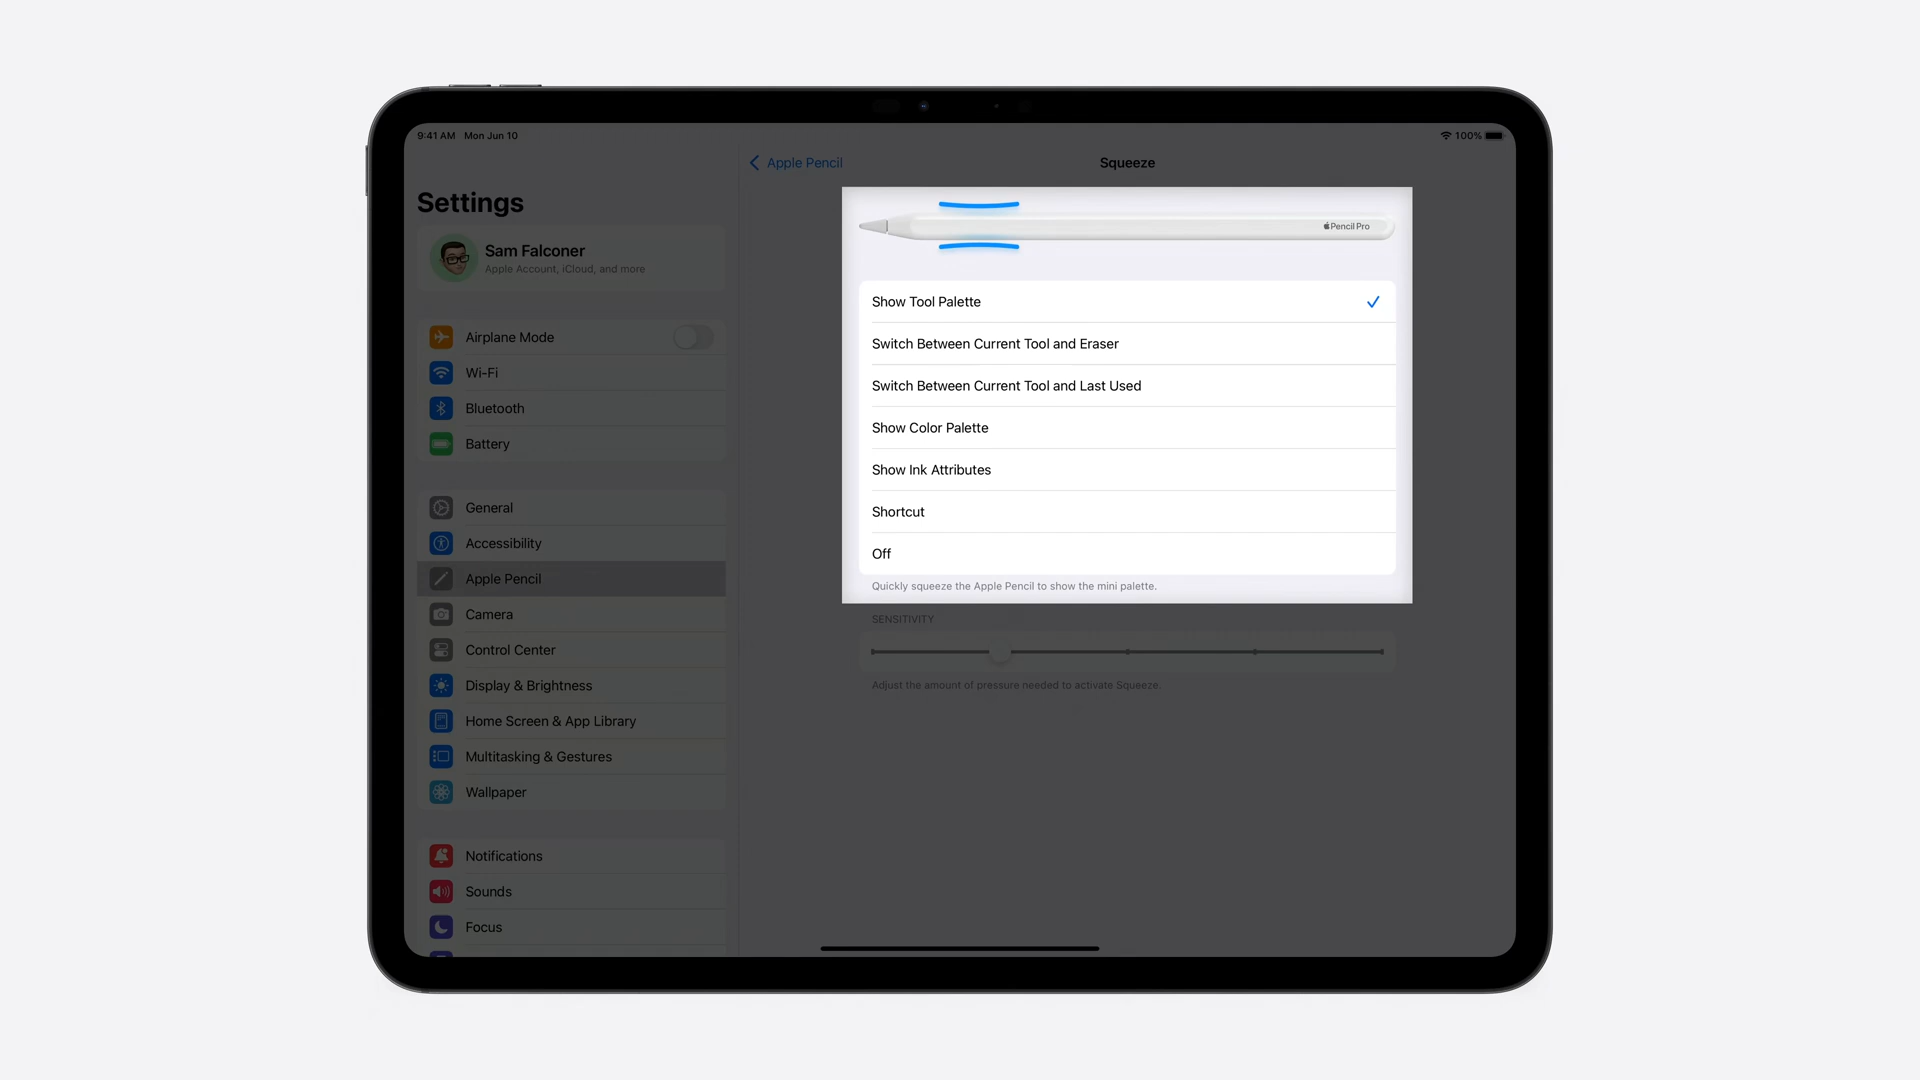 9:41 AM Mon Jun 10
100%
Settings
Sam Falconer
Apple Account, iCloud, and more
Airplane Mode
Wi-Fi
Bluetooth
Battery
General
Accessibility
Apple Pencil
Camera
Control Center
Display & Brightness
Home Screen & App Library
Multitasking & Gestures
Wallpaper
Notifications
Sounds
Focus
Apple Pencil
Squeeze
Pencil Pro
Show Tool Palette
Switch Between Current Tool and Eraser
Switch Between Current Tool and Last Used
Show Color Palette
Show Ink Attributes
Shortcut
Off
Quickly squeeze the Apple Pencil to show the mini palette.
SENSITIVITY
Adjust the amount of pressure needed to activate Squeeze.